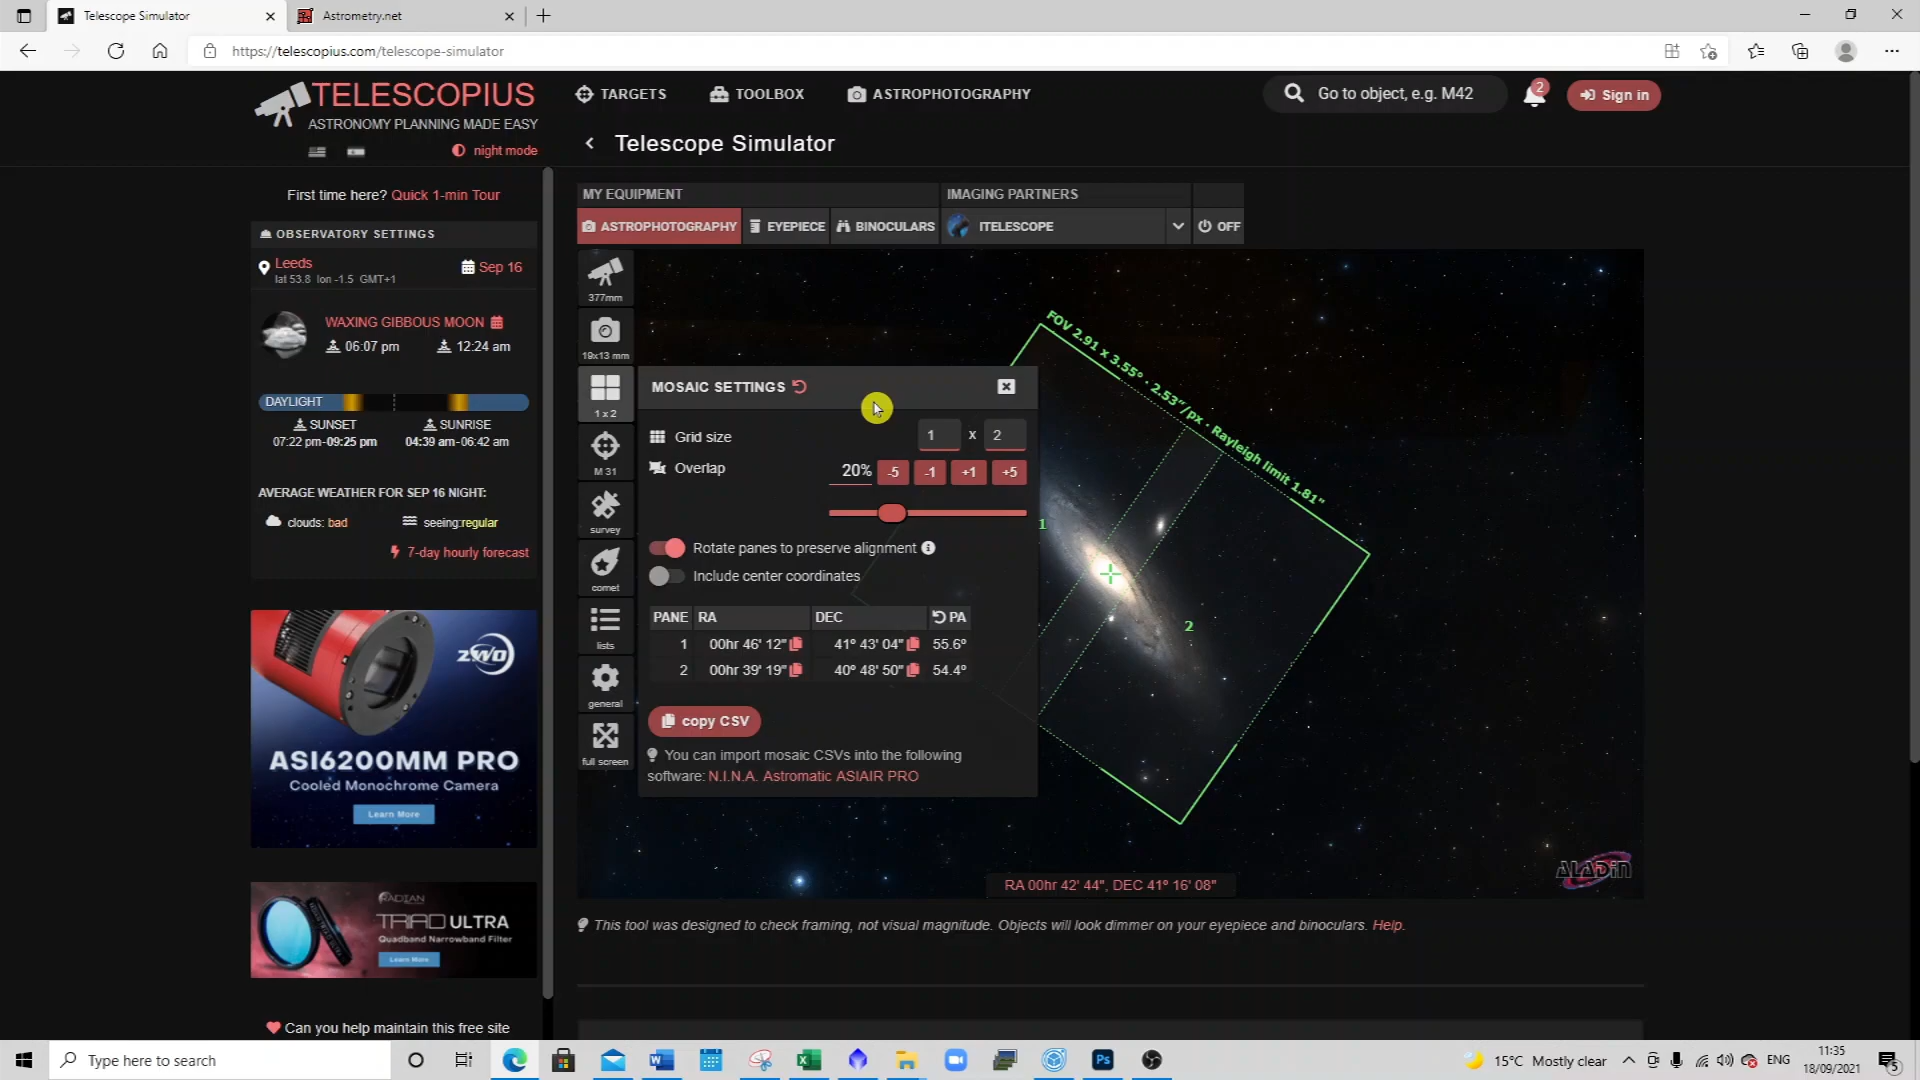 Telescope Simulator
Astrometry.net
https://telescopius.com/telescope-simulator
TELESCOPIUS
ASTRONOMY PLANNING MADE EASY
night mode
TARGETS
TOOLBOX
ASTROPHOTOGRAPHY
Go to object, e.g. M42
2
Sign in
Telescope Simulator
First time here? Quick 1-min Tour
OBSERVATORY SETTINGS
Leeds
lat 53.8 lon -1.5 GMT+1
Sep 16
WAXING GIBBOUS MOON
06:07 pm
12:24 am
DAYLIGHT
SUNSET
07:22 pm-09:25 pm
SUNRISE
04:39 am-06:42 am
AVERAGE WEATHER FOR SEP 16 NIGHT:
clouds: bad
seeing:regular
7-day hourly forecast
ZWO
ASI6200MM PRO
Cooled Monochrome Camera
Learn More
RADIAN
TRIAD ULTRA
Quadband Narrowband Filter
Learn More
Can you help maintain this free site
MY EQUIPMENT
IMAGING PARTNERS
ASTROPHOTOGRAPHY
EYEPIECE
BINOCULARS
ITELESCOPE
OFF
377mm
19x13 mm
1 x 2
M 31
survey
comet
lists
general
full screen
MOSAIC SETTINGS
Grid size
1 x 2
Overlap
20% -5 -1 +1 +5
Rotate panes to preserve alignment
Include center coordinates
PANE RA DEC PA
1 00hr 46' 12" 41º 43' 04" 55.6º
2 00hr 39' 19" 40º 48' 50" 54.4º
copy CSV
You can import mosaic CSVs into the following
software: N.I.N.A. Astromatic ASIAIR PRO
FOV 2.91 x 3.55° · 2.53"/px · Rayleigh limit 1.81"
1
2
RA 00hr 42' 44", DEC 41º 16' 08"
ALADIN
This tool was designed to check framing, not visual magnitude. Objects will look dimmer on your eyepiece and binoculars. Help.
Type here to search
15°C Mostly clear
ENG
11:35
18/09/2021
5